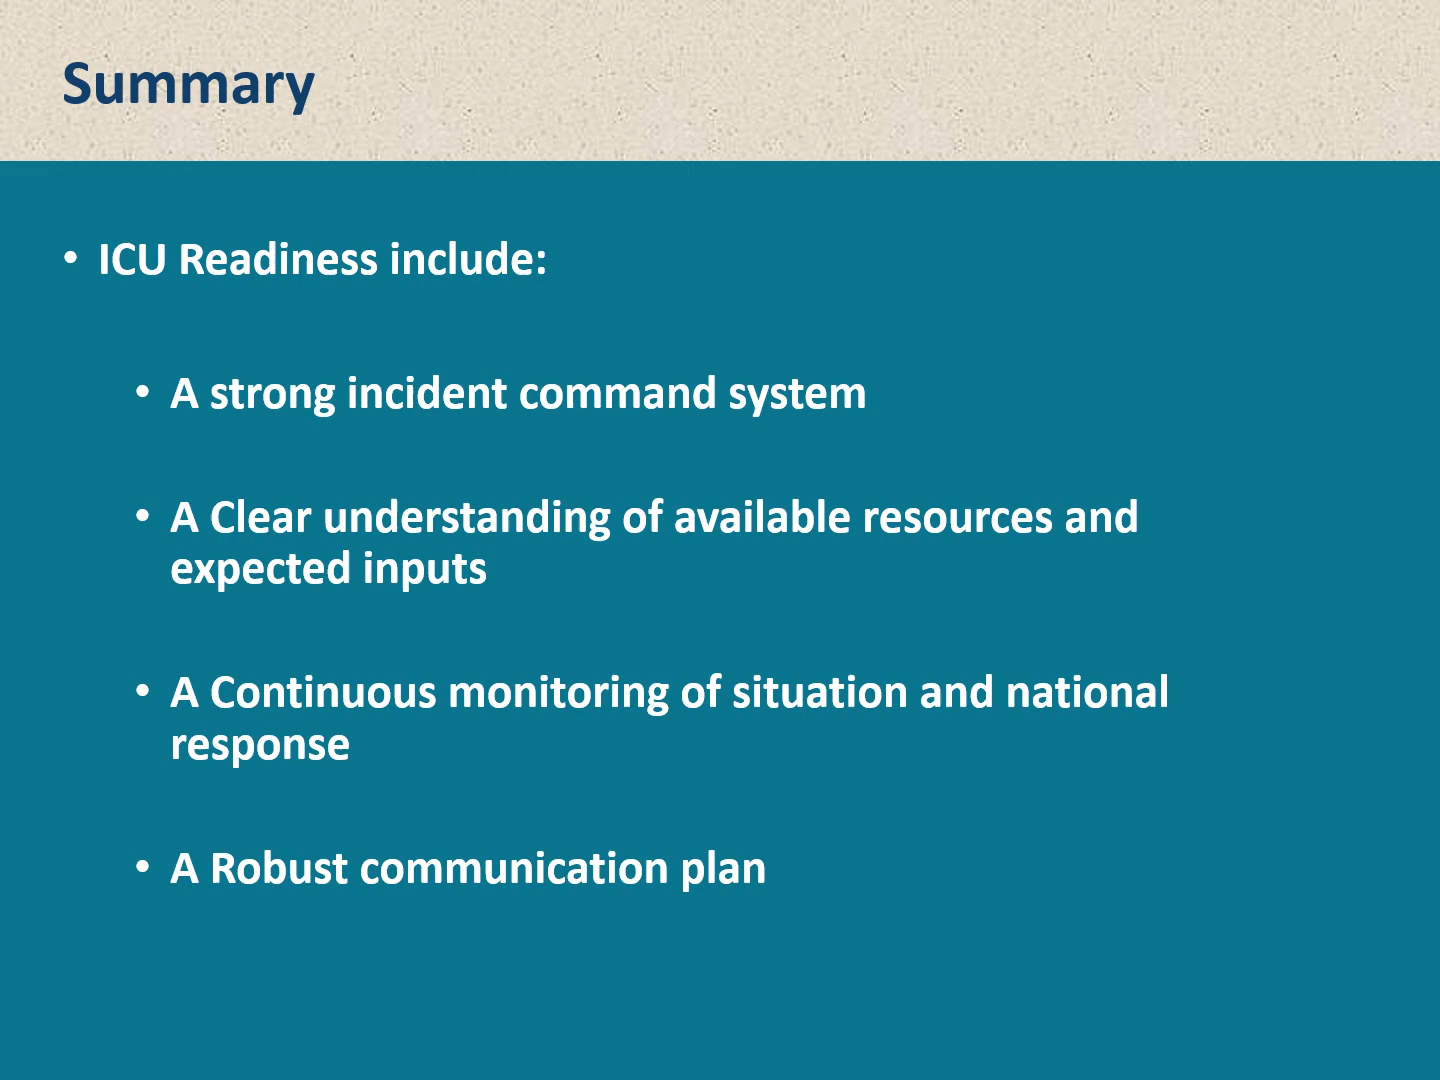 Summary
• ICU Readiness include:
• A strong incident command system
• A Clear understanding of available resources and
expected inputs
• A Continuous monitoring of situation and national
response
• A Robust communication plan